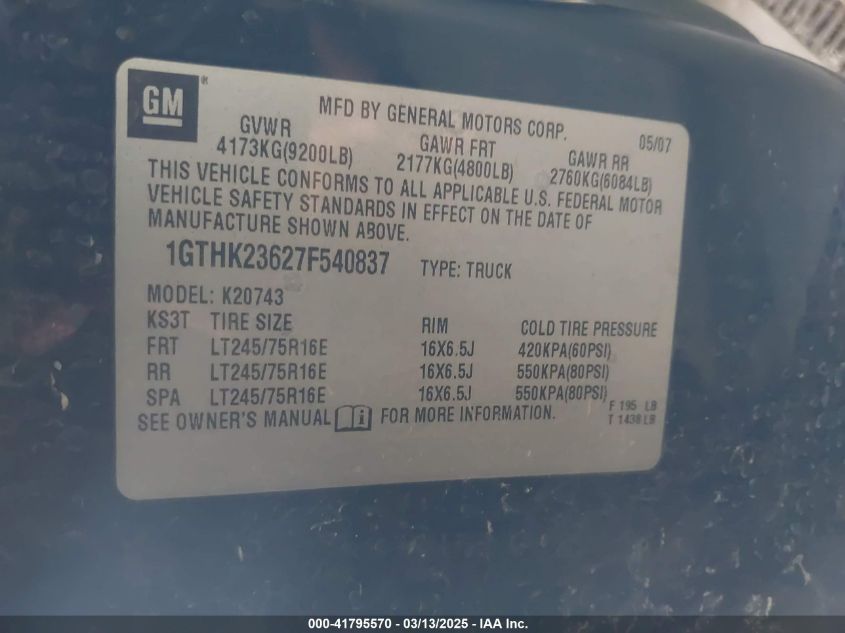 GM ®
MFD BY GENERAL MOTORS CORP. 05/07
GVWR GAWR FRT GAWR RR
4173KG(9200LB) 2177KG(4800LB) 2760KG(6084LB)
THIS VEHICLE CONFORMS TO ALL APPLICABLE U.S. FEDERAL MOTOR
VEHICLE SAFETY STANDARDS IN EFFECT ON THE DATE OF
MANUFACTURE SHOWN ABOVE.
1GTHK23627F540837 TYPE: TRUCK
MODEL: K20743
KS3T TIRE SIZE RIM COLD TIRE PRESSURE
FRT LT245/75R16E 16X6.5J 420KPA(60PSI)
RR LT245/75R16E 16X6.5J 550KPA(80PSI)
SPA LT245/75R16E 16X6.5J 550KPA(80PSI)
SEE OWNER'S MANUAL FOR MORE INFORMATION.
F 195 LB
T 1438 LB
000-41795570 - 03/13/2025 - IAA Inc.